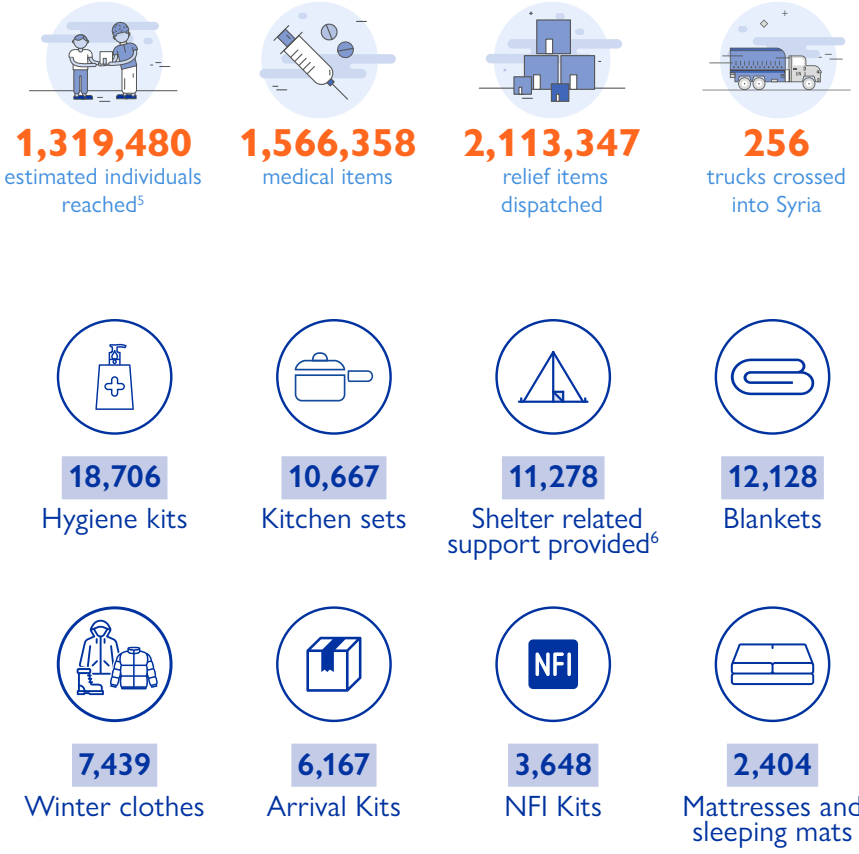 1,319,480
estimated individuals
reached⁵
1,566,358
medical items
2,113,347
relief items
dispatched
256
trucks crossed
into Syria
18,706
Hygiene kits
10,667
Kitchen sets
11,278
Shelter related
support provided⁶
12,128
Blankets
7,439
Winter clothes
6,167
Arrival Kits
NFI
3,648
NFI Kits
2,404
Mattresses and
sleeping mats